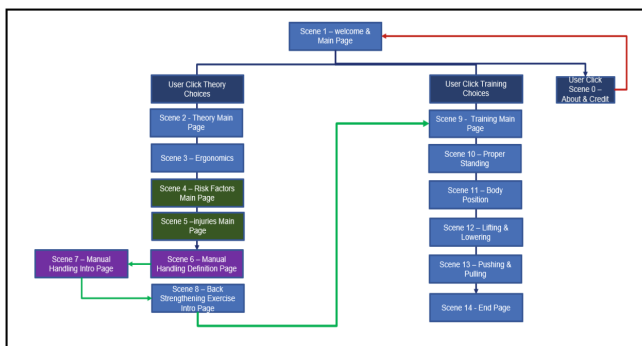 Scene 1 – welcome &
Main Page
User Click Theory
Choices
User Click Training
Choices
User Click
Scene 0 –
About & Credit
Scene 2 - Theory Main
Page
Scene 9 - Training Main
Page
Scene 3 – Ergonomics
Scene 10 – Proper
Standing
Scene 4 – Risk Factors
Main Page
Scene 11 – Body
Position
Scene 5 –Injuries Main
Page
Scene 12 – Lifting &
Lowering
Scene 7 – Manual
Handling Intro Page
Scene 6 – Manual
Handling Definition Page
Scene 13 – Pushing &
Pulling
Scene 8 – Back
Strengthening Exercise
Intro Page
Scene 14 - End Page